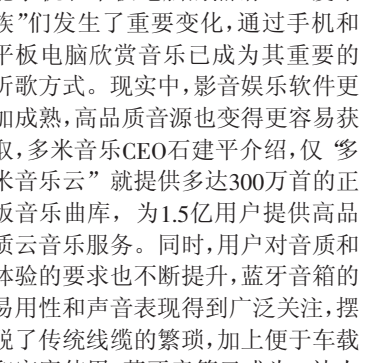 族”们发生了重要变化，通过手机和
平板电脑欣赏音乐已成为其重要的
听歌方式。现实中，影音娱乐软件更
加成熟，高品质音源也变得更容易获
取，多米音乐CEO石建平介绍，仅“多
米音乐云”就提供多达300万首的正
版音乐曲库，为1.5亿用户提供高品
质云音乐服务。同时，用户对音质和
体验的要求也不断提升，蓝牙音箱的
易用性和声音表现得到广泛关注，摆
脱了传统线缆的繁琐，加上便于车载